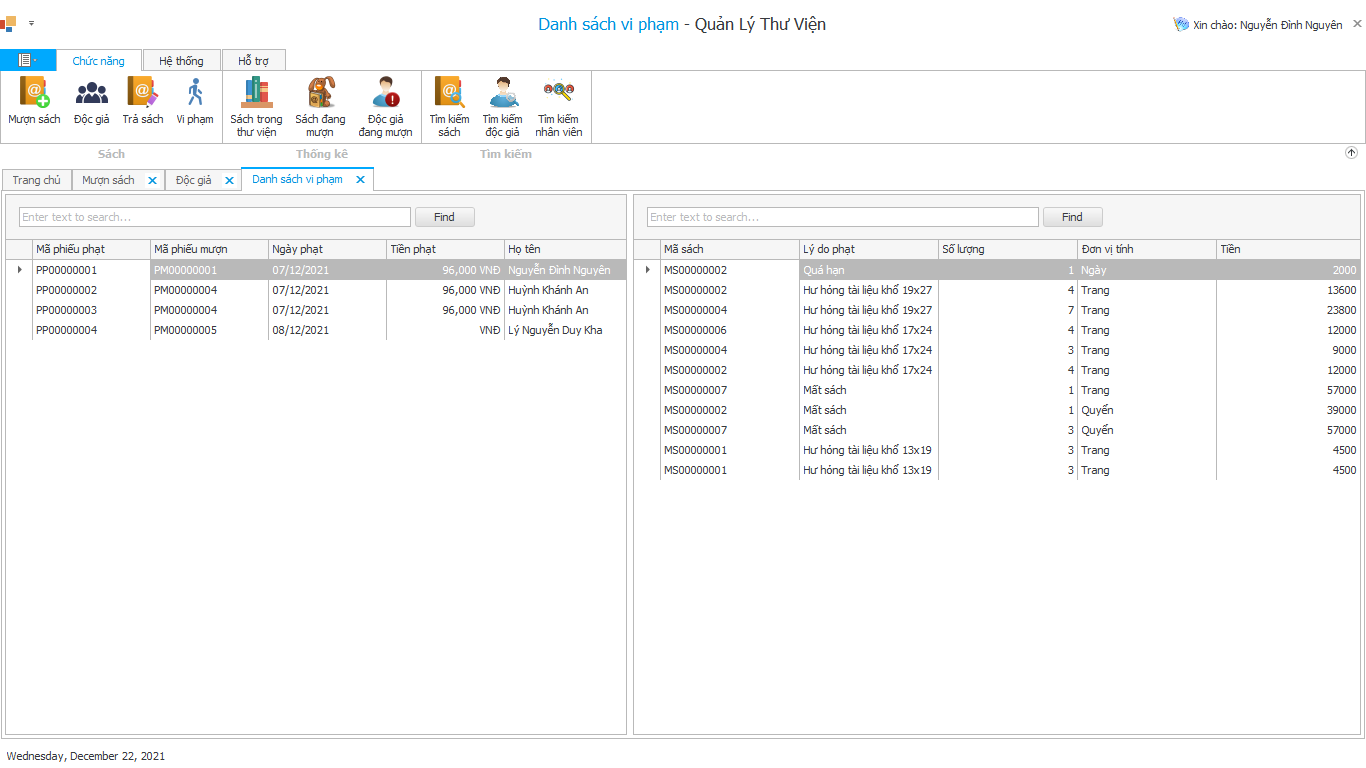 Danh sách vi phạm - Quản Lý Thư Viện
Xin chào: Nguyễn Đình Nguyên
Chức năng Hệ thống Hỗ trợ
Mượn sách Độc giả Trả sách Vi phạm Sách trong thư viện Sách đang mượn Độc giả đang mượn Tìm kiếm sách Tìm kiếm độc giả Tìm kiếm nhân viên
Sách Thống kê Tìm kiếm
Trang chủ Mượn sách Độc giả Danh sách vi phạm
Enter text to search... Find
Mã phiếu phạt Mã phiếu mượn Ngày phạt Tiền phạt Họ tên
PP00000001 PM00000001 07/12/2021 96,000 VNĐ Nguyễn Đình Nguyên
PP00000002 PM00000004 07/12/2021 96,000 VNĐ Huỳnh Khánh An
PP00000003 PM00000004 07/12/2021 96,000 VNĐ Huỳnh Khánh An
PP00000004 PM00000005 08/12/2021 VNĐ Lý Nguyễn Duy Kha
Enter text to search... Find
Mã sách Lý do phạt Số lượng Đơn vị tính Tiền
MS00000002 Quá hạn 1 Ngày 2000
MS00000002 Hư hỏng tài liệu khổ 19x27 4 Trang 13600
MS00000004 Hư hỏng tài liệu khổ 19x27 7 Trang 23800
MS00000006 Hư hỏng tài liệu khổ 17x24 4 Trang 12000
MS00000004 Hư hỏng tài liệu khổ 17x24 3 Trang 9000
MS00000002 Hư hỏng tài liệu khổ 17x24 4 Trang 12000
MS00000007 Mất sách 1 Trang 57000
MS00000002 Mất sách 1 Quyển 39000
MS00000007 Mất sách 3 Quyển 57000
MS00000001 Hư hỏng tài liệu khổ 13x19 3 Trang 4500
MS00000001 Hư hỏng tài liệu khổ 13x19 3 Trang 4500
Wednesday, December 22, 2021